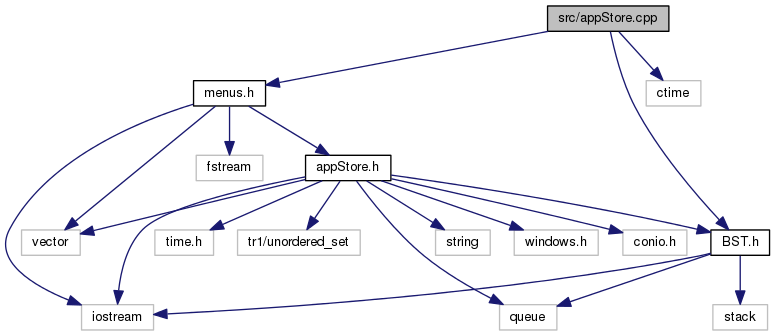 src/appStore.cpp
menus.h
ctime
fstream
appStore.h
vector
time.h
tr1/unordered_set
string
windows.h
conio.h
BST.h
iostream
queue
stack